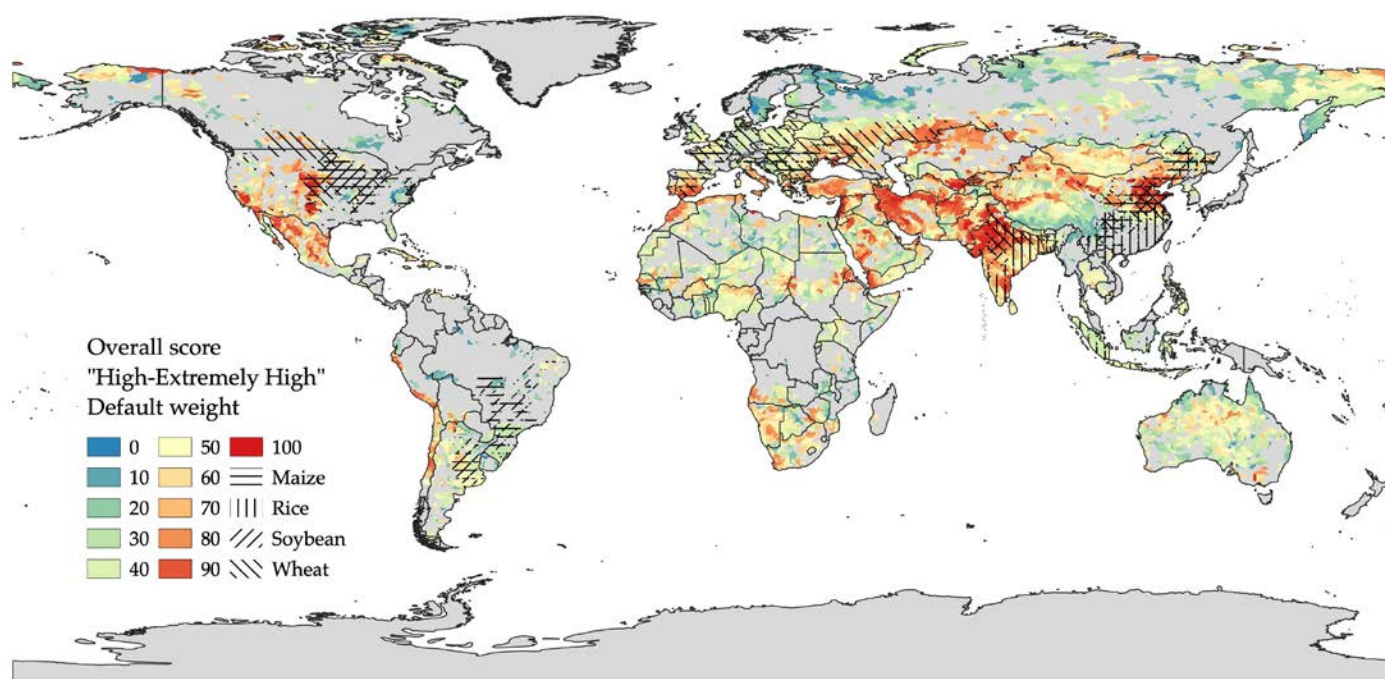 Overall score
"High-Extremely High"
Default weight
0 50 100
10 60 Maize
20 70 Rice
30 80 Soybean
40 90 Wheat